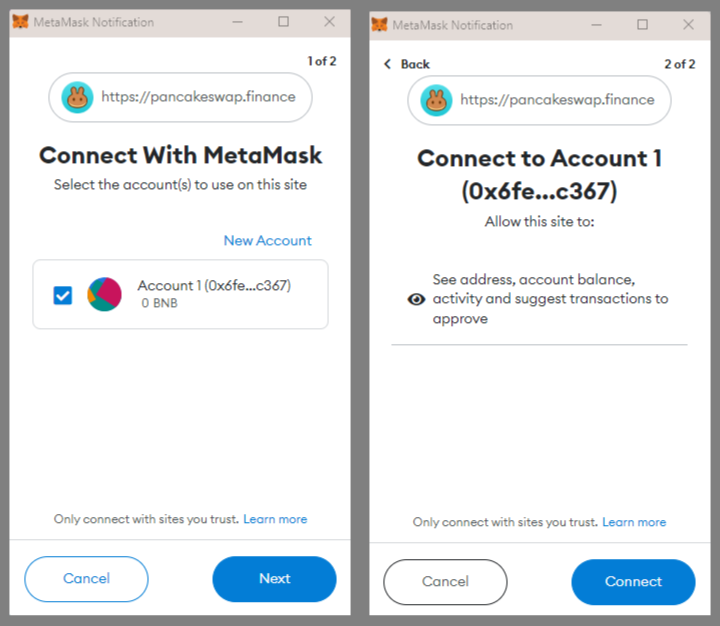 MetaMask Notification
1 of 2
https://pancakeswap.finance
Connect With MetaMask
Select the account(s) to use on this site
New Account
Account 1 (0x6fe...c367)
0 BNB
Only connect with sites you trust. Learn more
Cancel
Next
MetaMask Notification
Back
2 of 2
https://pancakeswap.finance
Connect to Account 1
(0x6fe...c367)
Allow this site to:
See address, account balance,
activity and suggest transactions to
approve
Only connect with sites you trust. Learn more
Cancel
Connect